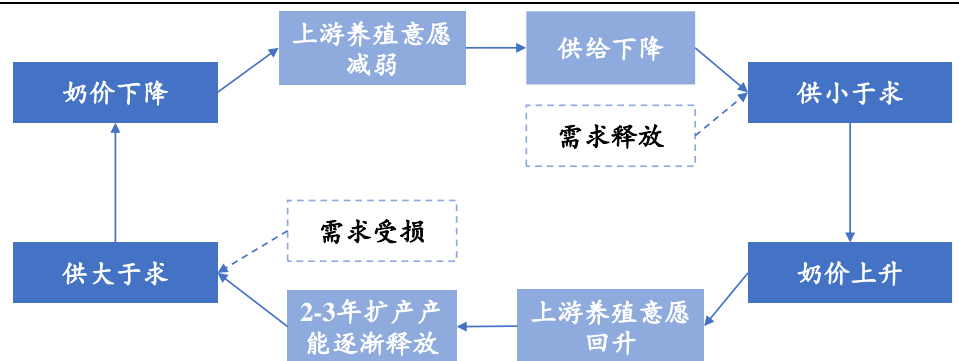 上游养殖意愿
减弱
供给下降
奶价下降
供小于求
需求释放
需求受损
供大于求
奶价上升
2-3年扩产产
能逐渐释放
上游养殖意愿
回升